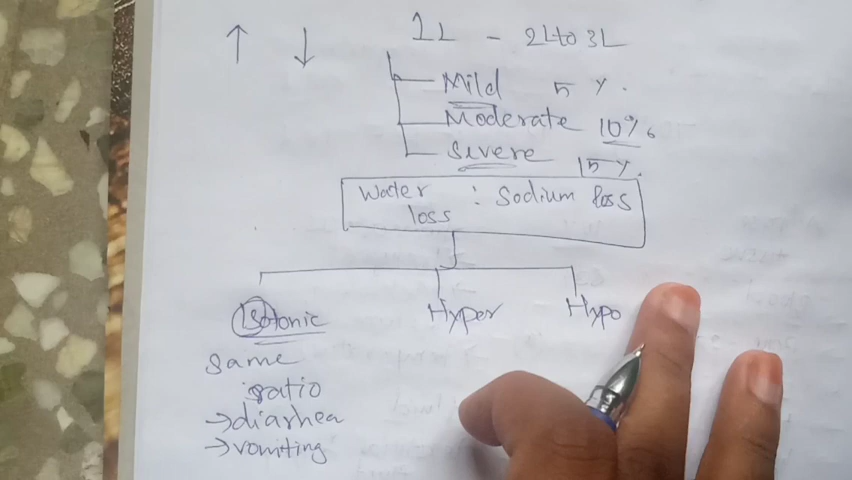 ↑ ↓ 1L - 2L to 3L
Mild 5 %.
Moderate 10%.
Severe 15 %.
Water loss : Sodium loss
Isotonic Hyper Hypo
same
ratio
→ diarhea
→ vomiting